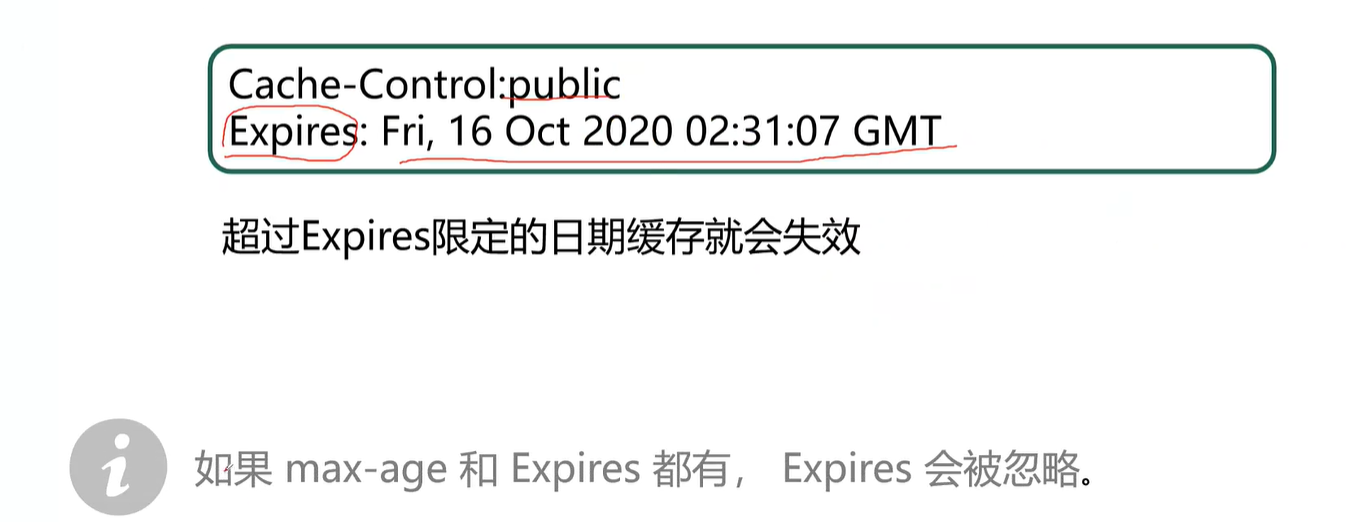 Cache-Control:public
Expires: Fri, 16 Oct 2020 02:31:07 GMT
超过Expires限定的日期缓存就会失效
如果 max-age 和 Expires 都有， Expires 会被忽略。